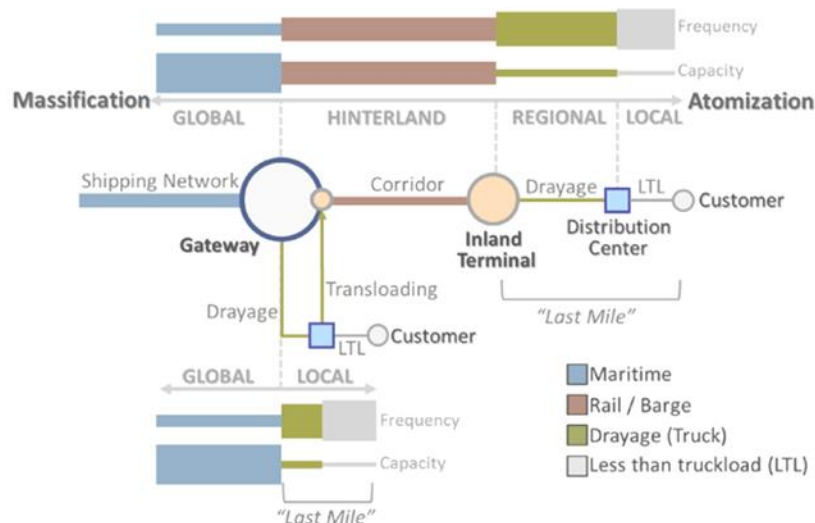 Frequency
Capacity
Massification
Atomization
GLOBAL
HINTERLAND
REGIONAL
LOCAL
Shipping Network
Corridor
Drayage
LTL
Customer
Gateway
Inland
Terminal
Distribution
Center
Transloading
Drayage
"Last Mile"
LTL
Customer
GLOBAL
LOCAL
Maritime
Frequency
Rail / Barge
Drayage (Truck)
Capacity
Less than truckload (LTL)
"Last Mile"